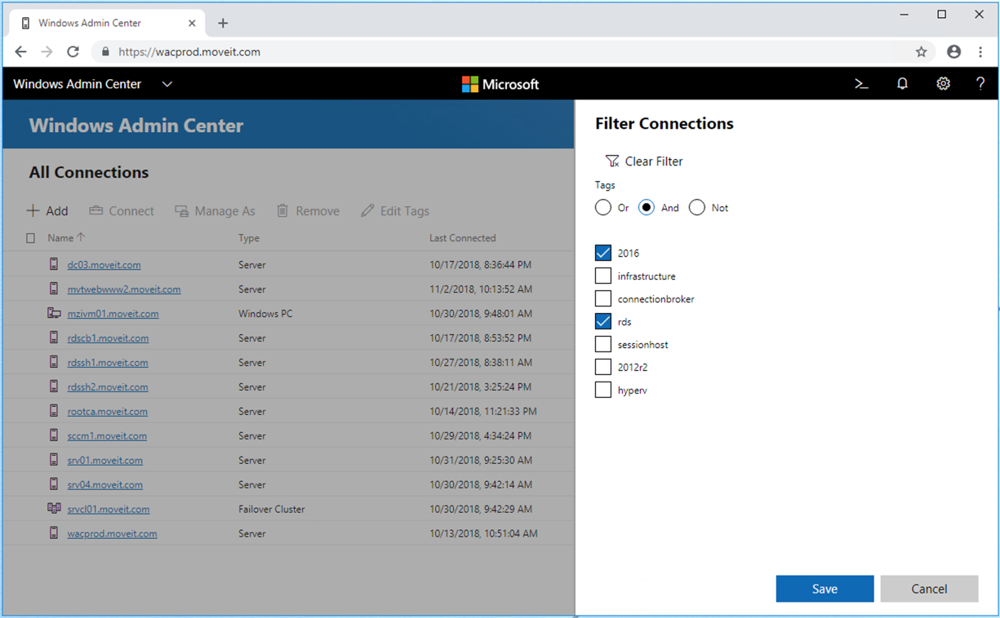 Windows Admin Center
https://wacprod.moveit.com
Windows Admin Center
Microsoft
Windows Admin Center
All Connections
Add Connect Manage As Remove Edit Tags
Name Type Last Connected
dc03.moveit.com Server 10/17/2018, 8:36:44 PM
mvtwebwww2.moveit.com Server 11/2/2018, 10:13:52 AM
mzivm01.moveit.com Windows PC 10/30/2018, 9:48:01 AM
rdscb1.moveit.com Server 10/17/2018, 8:53:52 PM
rdssh1.moveit.com Server 10/27/2018, 8:38:11 AM
rdssh2.moveit.com Server 10/21/2018, 3:25:24 PM
rootca.moveit.com Server 10/14/2018, 11:21:33 PM
sccm1.moveit.com Server 10/29/2018, 4:34:24 PM
srv01.moveit.com Server 10/31/2018, 9:25:30 AM
srv04.moveit.com Server 10/30/2018, 9:42:14 AM
srvcl01.moveit.com Failover Cluster 10/30/2018, 9:42:29 AM
wacprod.moveit.com Server 10/13/2018, 10:51:04 AM
Filter Connections
Clear Filter
Tags
Or And Not
2016
infrastructure
connectionbroker
rds
sessionhost
2012r2
hyperv
Save Cancel